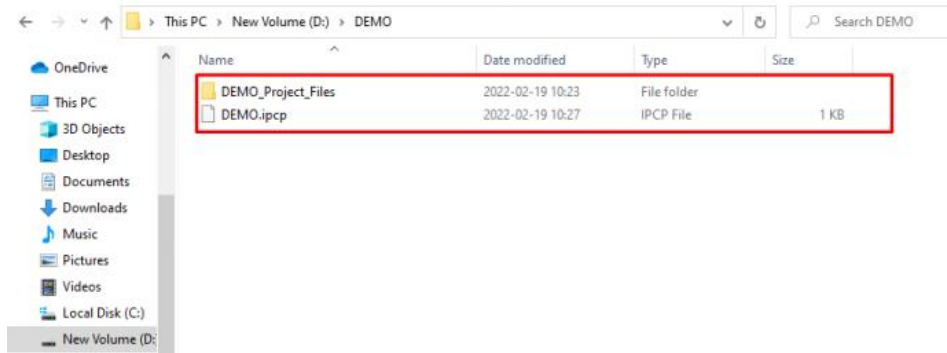 This PC > New Volume (D:) > DEMO
Search DEMO
Name Date modified Type Size
DEMO_Project_Files 2022-02-19 10:23 File folder
DEMO.ipcp 2022-02-19 10:27 IPCP File 1 KB
OneDrive
This PC
3D Objects
Desktop
Documents
Downloads
Music
Pictures
Videos
Local Disk (C:)
New Volume (D: